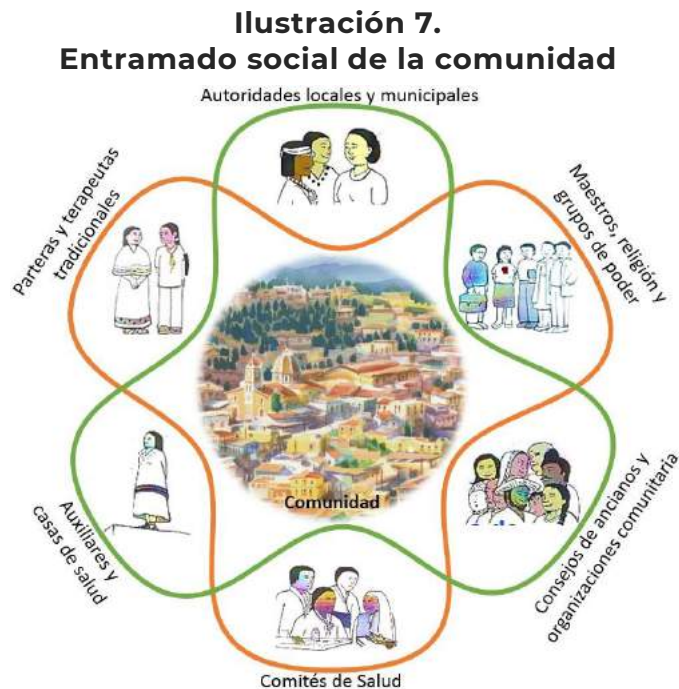 Ilustración 7.
Entramado social de la comunidad
Autoridades locales y municipales
Parteras y terapeutas
tradicionales
Maestros, religión y
grupos de poder
Comunidad
Auxiliares y
casas de salud
Consejos de ancianos y
organizaciones comunitaria
Comités de Salud